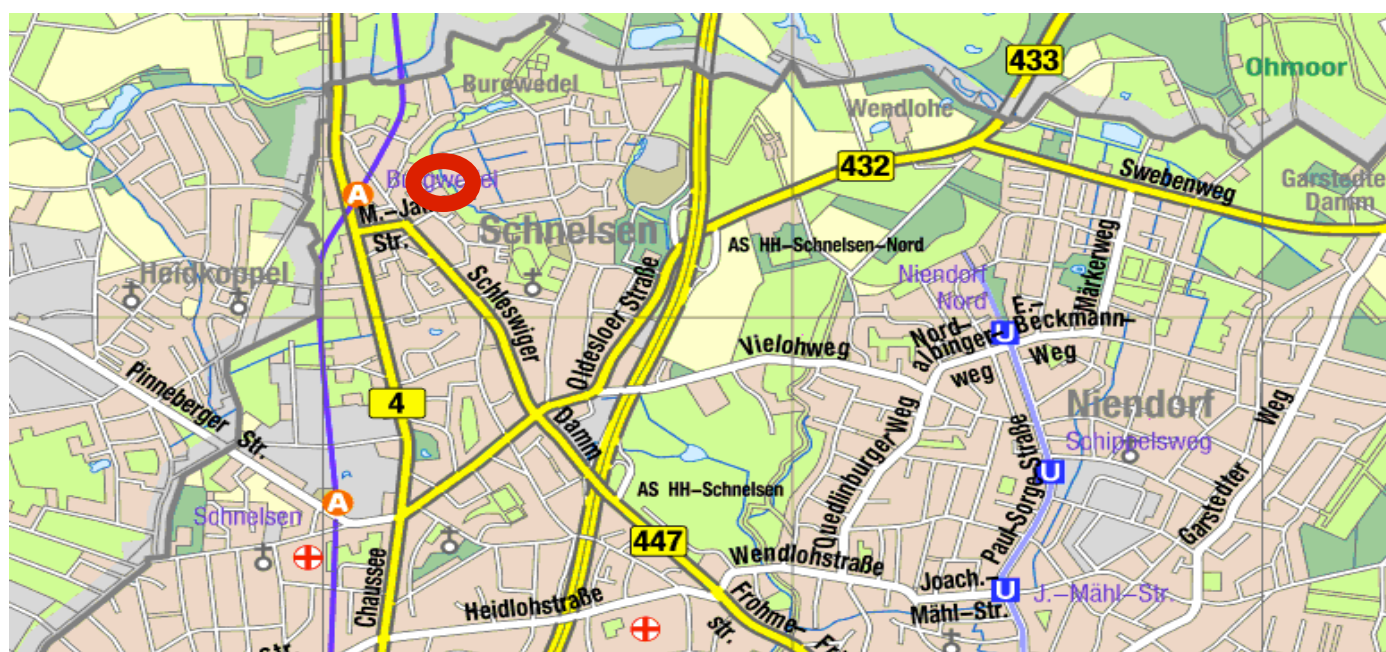 433
Ohmoor
Burgwedel
Wendlohe
432
Swebenweg
Garstedter
Damm
A
M.–
Str.
Schnelsen
AS HH–Schnelsen–Nord
Heidkoppel
Niendorf
Nord
Märkerweg
Schleswiger
Damm
Oldesloer Straße
U
Nord–
albinger–
weg
E.–
Beckmann–
Weg
Vielohweg
Pinneberger
Str.
4
Niendorf
Schippelsweg
U
Quedlinburger Weg
Paul–Sorge–Straße
Garstedter
Weg
AS HH–Schnelsen
A
Schnelsen
447
Wendlohstraße
Joach.–
Mähl–Str.
U
J.–Mähl–Str.
Chaussee
Heidlohstraße
Frohme–
str.